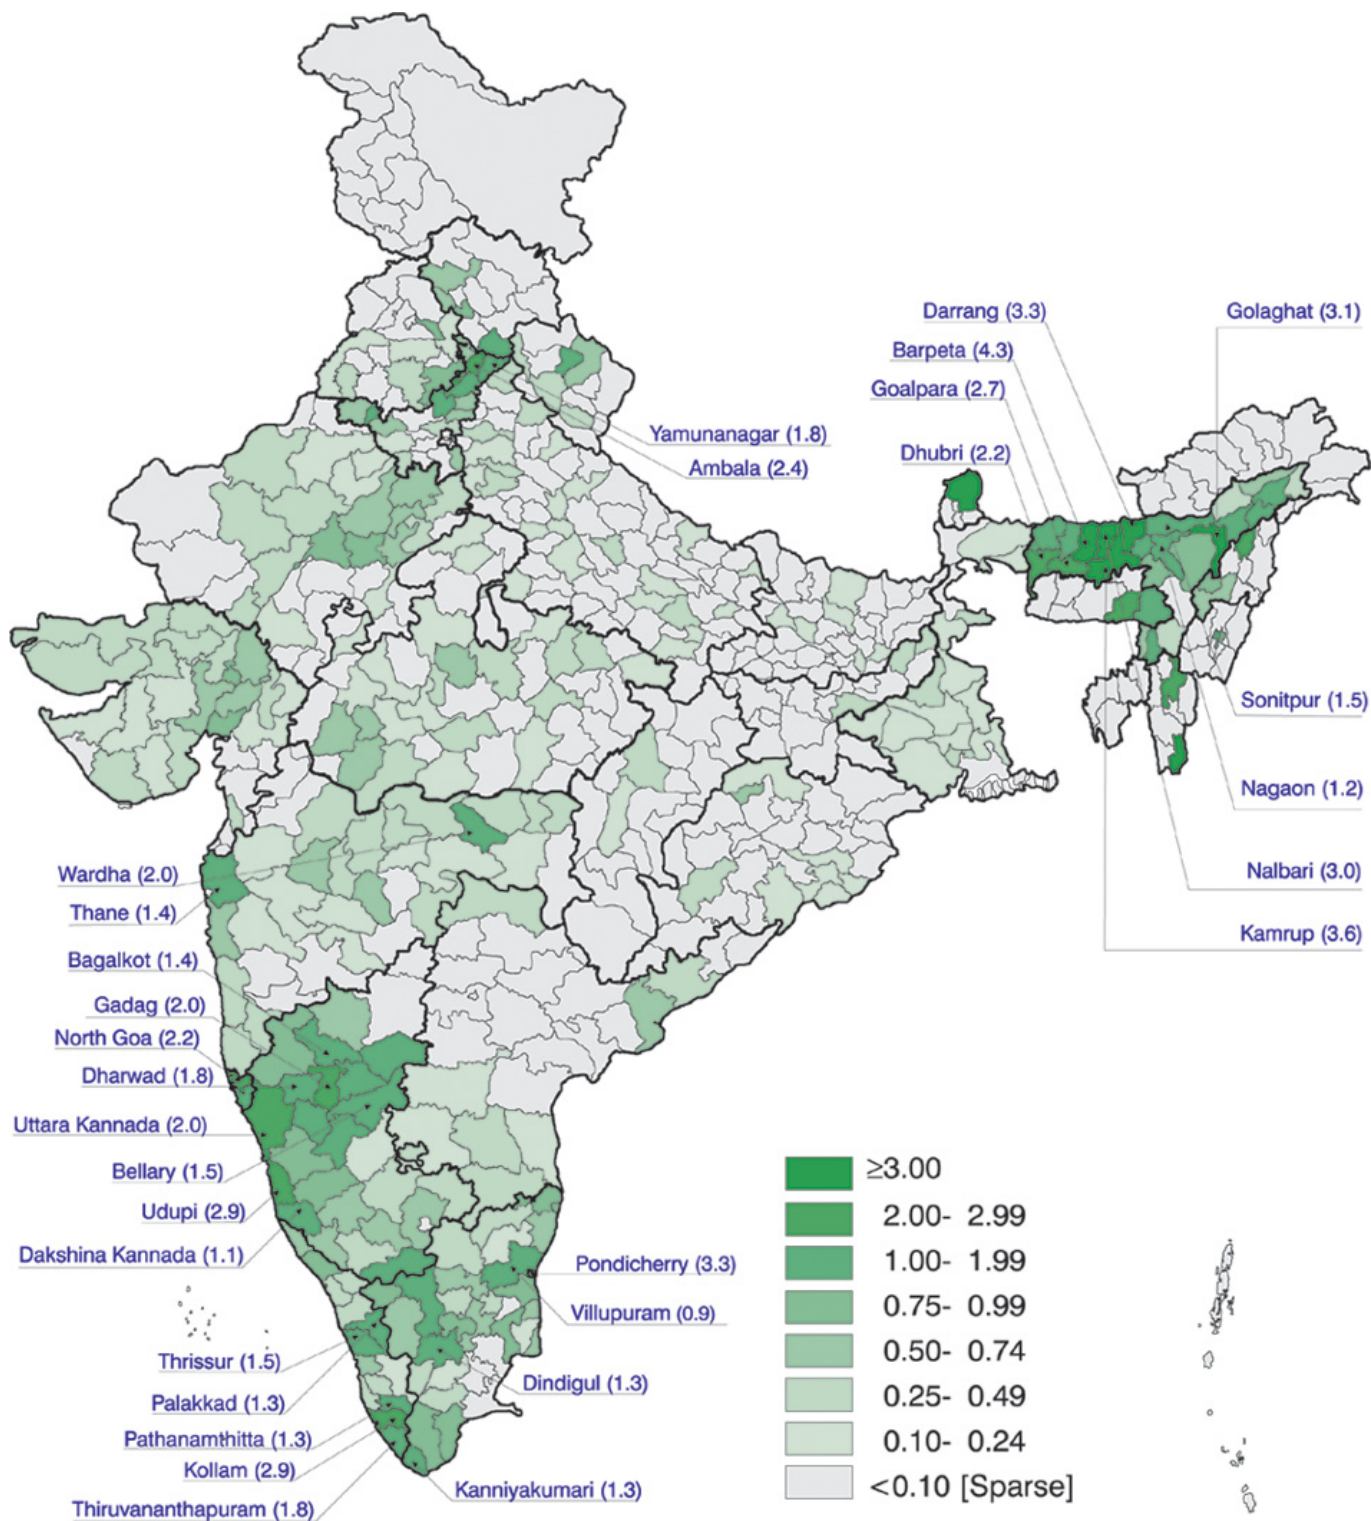 Darrang (3.3)
Golaghat (3.1)
Barpeta (4.3)
Goalpara (2.7)
Yamunanagar (1.8)
Dhubri (2.2)
Ambala (2.4)
Sonitpur (1.5)
Nagaon (1.2)
Nalbari (3.0)
Kamrup (3.6)
Wardha (2.0)
Thane (1.4)
Bagalkot (1.4)
Gadag (2.0)
North Goa (2.2)
Dharwad (1.8)
Uttara Kannada (2.0)
Bellary (1.5)
Udupi (2.9)
Dakshina Kannada (1.1)
Pondicherry (3.3)
Villupuram (0.9)
Thrissur (1.5)
Dindigul (1.3)
Palakkad (1.3)
Pathanamthitta (1.3)
Kollam (2.9)
Kanniyakumari (1.3)
Thiruvananthapuram (1.8)
≥3.00
2.00- 2.99
1.00- 1.99
0.75- 0.99
0.50- 0.74
0.25- 0.49
0.10- 0.24
<0.10 [Sparse]